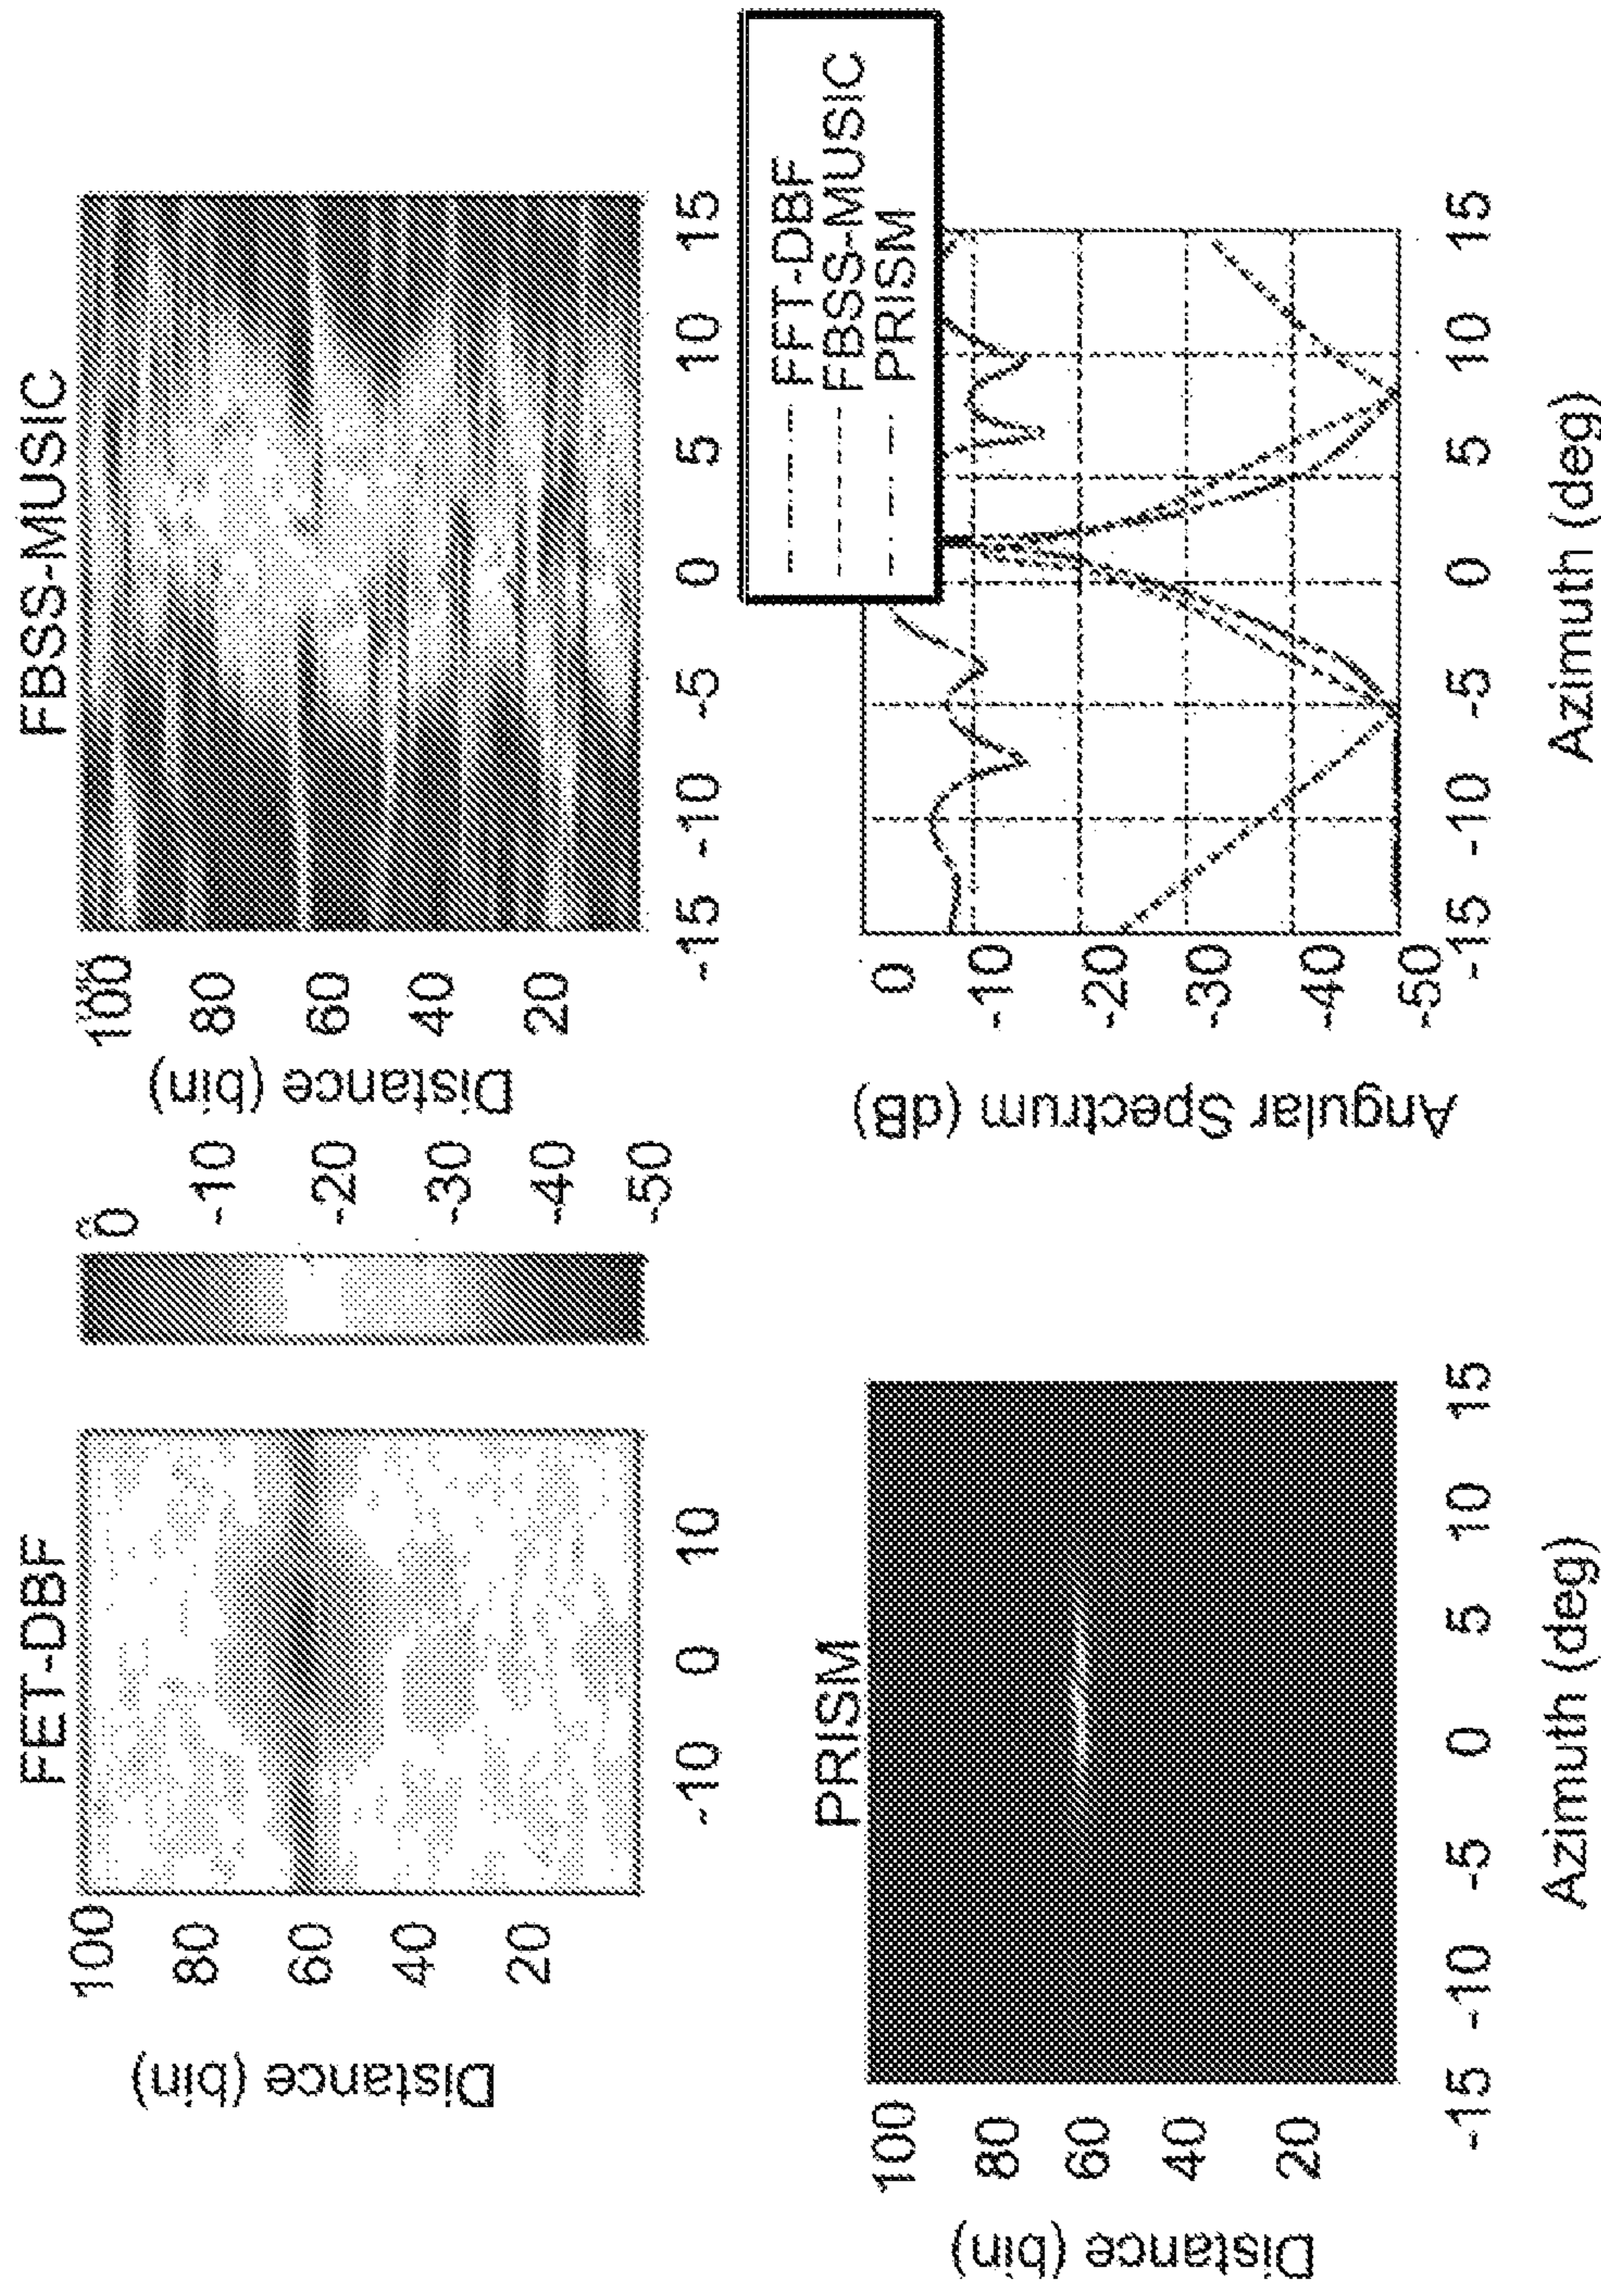 FET-DBF
Distance (bin)
100
80
60
40
20
-10 0 10
0
-10
-20
-30
-40
-50
FBSS-MUSIC
Distance (bin)
100
80
60
40
20
-15 -10 -5 0 5 10 15
PRISM
Distance (bin)
100
80
60
40
20
-15 -10 -5 0 5 10 15
Azimuth (deg)
FFT-DBF
FBSS-MUSIC
PRISM
Angular Spectrum (dB)
0
-10
-20
-30
-40
-50
-15 -10 -5 0 5 10 15
Azimuth (deg)